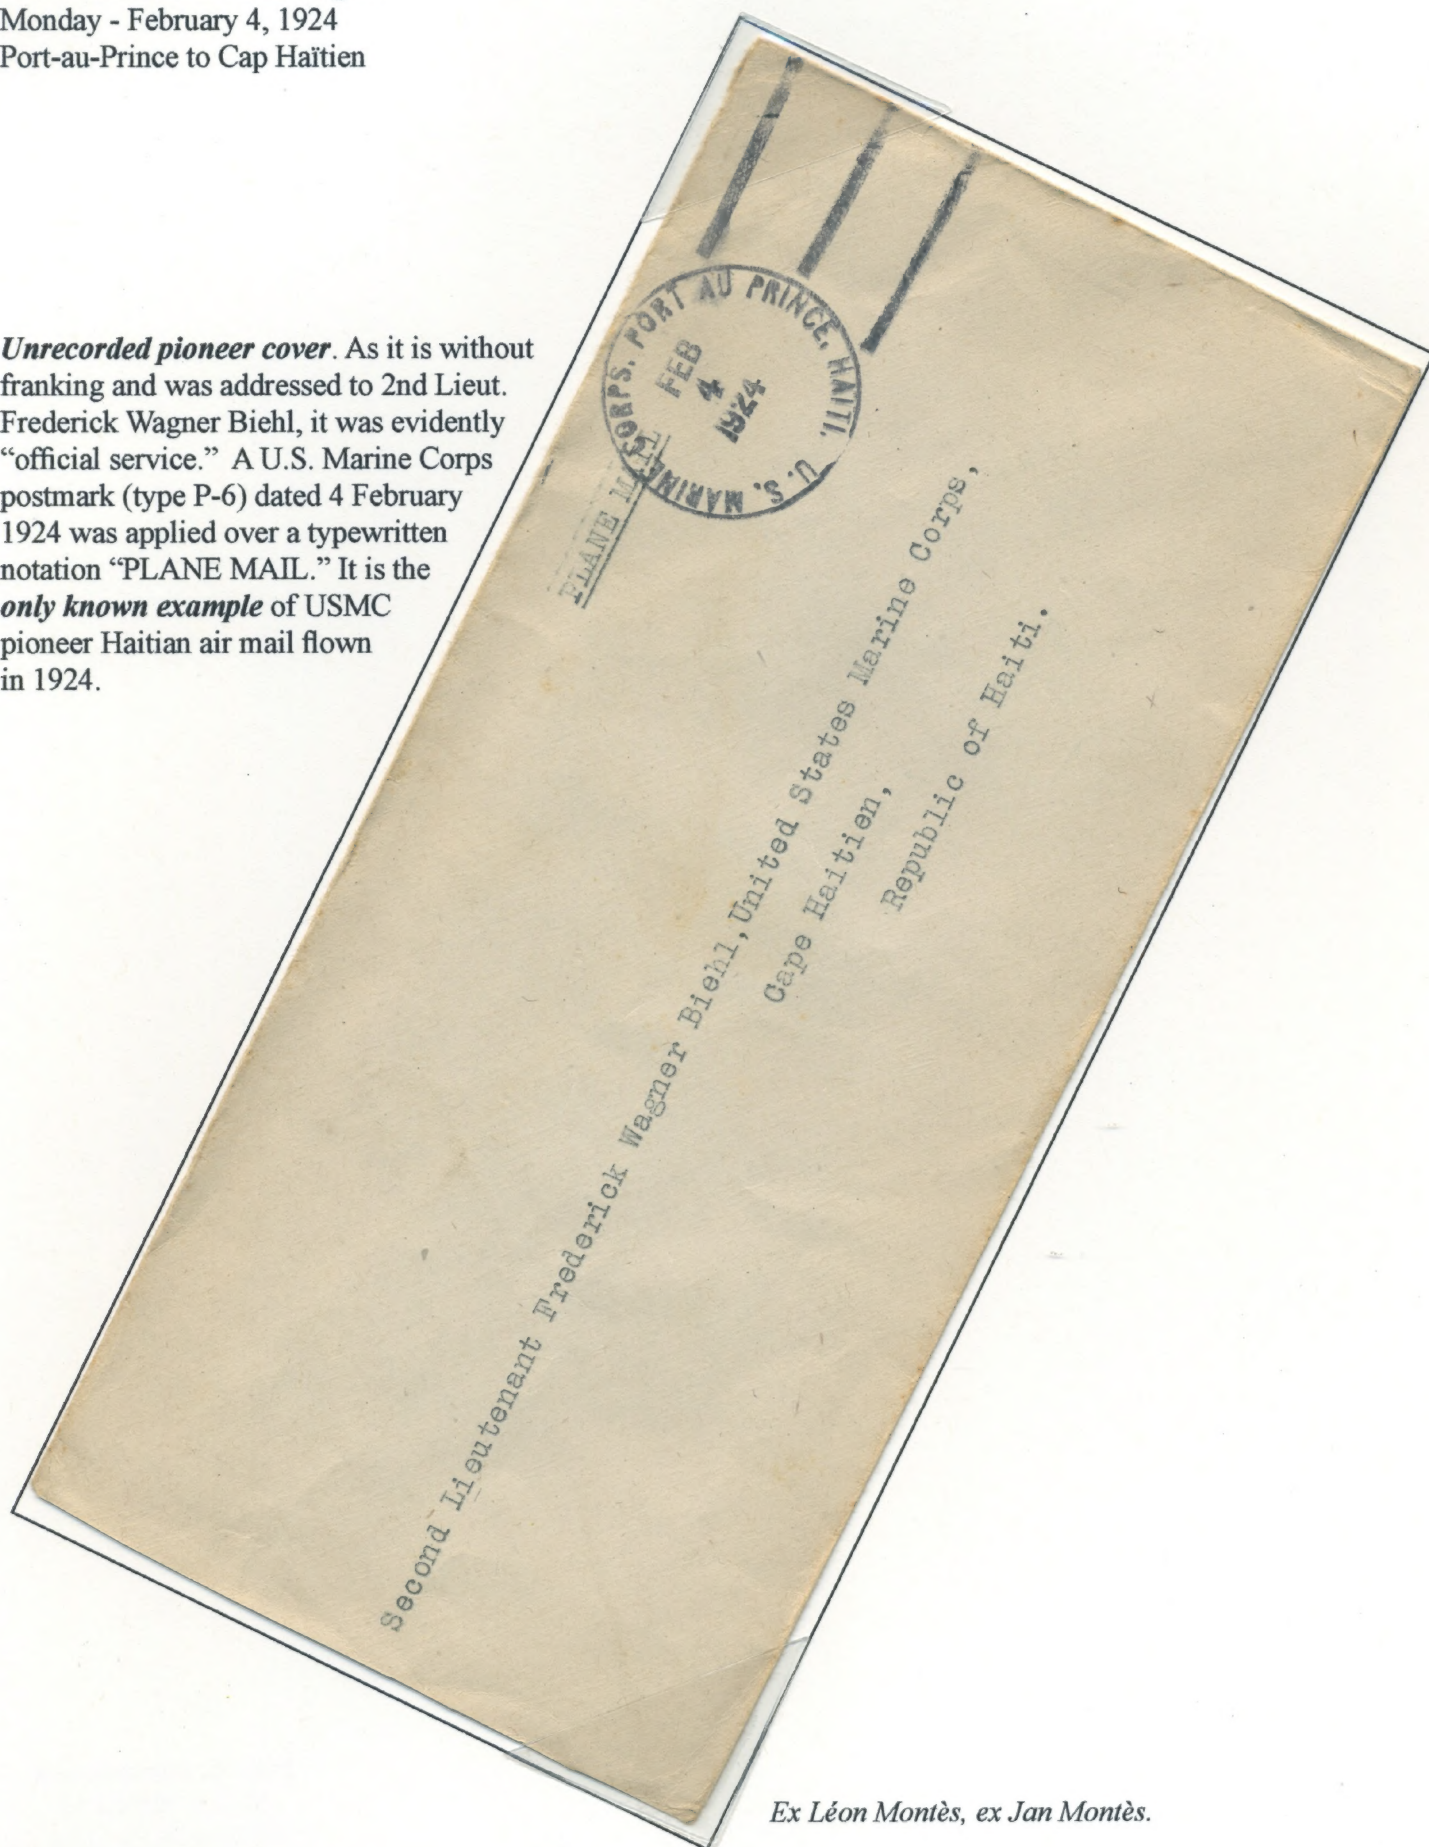 Monday - February 4, 1924
Port-au-Prince to Cap Haïtien
Unrecorded pioneer cover. As it is without
franking and was addressed to 2nd Lieut.
Frederick Wagner Biehl, it was evidently
“official service.” A U.S. Marine Corps
postmark (type P-6) dated 4 February
1924 was applied over a typewritten
notation “PLANE MAIL.” It is the
only known example of USMC
pioneer Haitian air mail flown
in 1924.
U. S. MARINE CORPS. PORT AU PRINCE, HAITI.
FEB
4
1924
PLANE MAIL
Second Lieutenant Frederick Wagner Biehl,United States Marine Corps,
Cape Haitien,
Republic of Haiti.
Ex Léon Montès, ex Jan Montès.